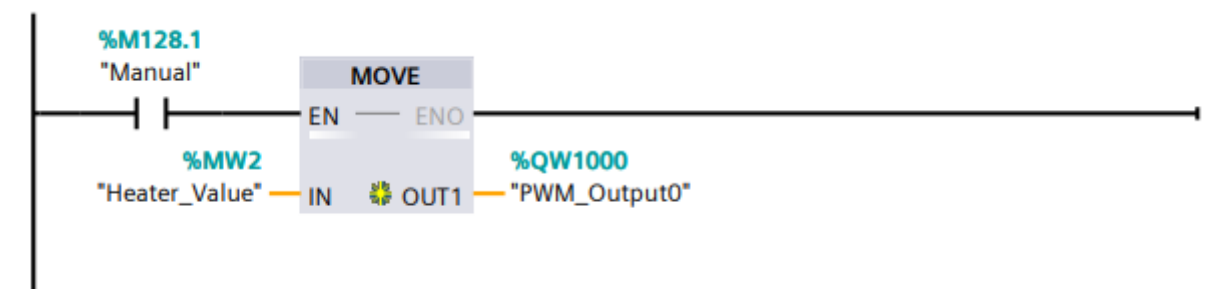 %M128.1
"Manual"
MOVE
EN ENO
%MW2 %QW1000
"Heater_Value" IN OUT1 "PWM_Output0"